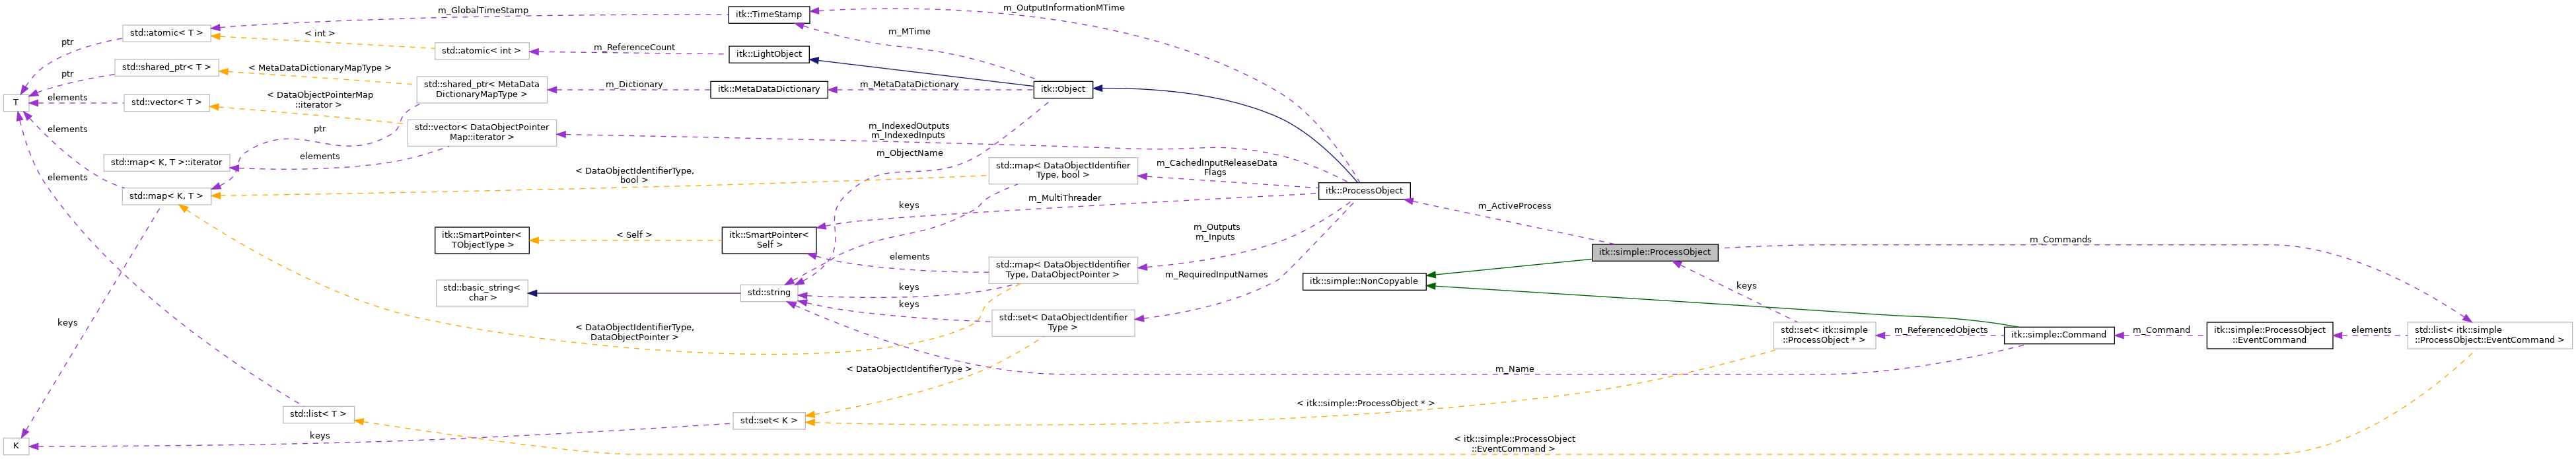 m_GlobalTimeStamp
itk::TimeStamp
m_OutputInformationMTime
std::atomic< T >
< int >
ptr
std::atomic< int >
m_ReferenceCount
itk::LightObject
m_MTime
std::shared_ptr< T >
< MetaDataDictionaryMapType >
ptr
std::shared_ptr< MetaData
DictionaryMapType >
m_Dictionary
itk::MetaDataDictionary
m_MetaDataDictionary
itk::Object
T
elements
std::vector< T >
< DataObjectPointerMap
::iterator >
elements
std::vector< DataObjectPointer
Map::iterator >
ptr
m_IndexedOutputs
m_IndexedInputs
m_ObjectName
std::map< K, T >::iterator
elements
elements
std::map< K, T >
< DataObjectIdentifierType,
bool >
std::map< DataObjectIdentifier
Type, bool >
m_CachedInputReleaseData
Flags
itk::ProcessObject
keys
m_MultiThreader
m_ActiveProcess
itk::SmartPointer<
TObjectType >
< Self >
itk::SmartPointer<
Self >
m_Outputs
m_Inputs
itk::simple::ProcessObject
m_Commands
elements
std::map< DataObjectIdentifier
Type, DataObjectPointer >
m_RequiredInputNames
itk::simple::NonCopyable
std::basic_string<
char >
std::string
keys
keys
keys
keys
< DataObjectIdentifierType,
DataObjectPointer >
std::set< DataObjectIdentifier
Type >
std::set< itk::simple
::ProcessObject * >
m_ReferencedObjects
itk::simple::Command
m_Command
itk::simple::ProcessObject
::EventCommand
elements
std::list< itk::simple
::ProcessObject::EventCommand >
< DataObjectIdentifierType >
m_Name
std::list< T >
std::set< K >
< itk::simple::ProcessObject * >
K
keys
< itk::simple::ProcessObject
::EventCommand >